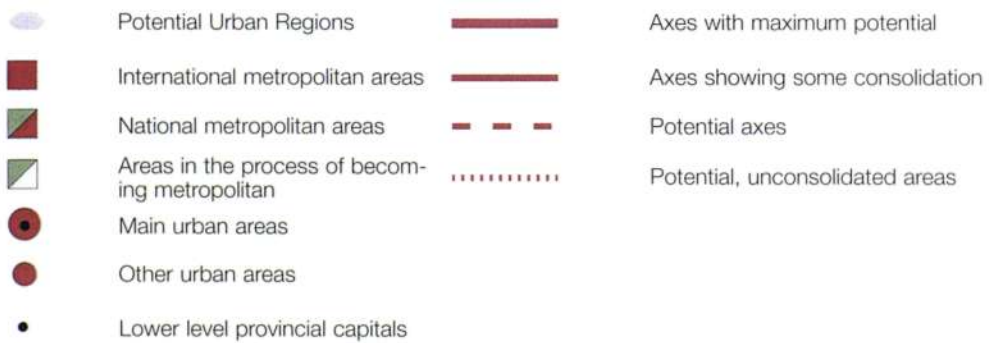 Potential Urban Regions
International metropolitan areas
National metropolitan areas
Areas in the process of becom-
ing metropolitan
Main urban areas
Other urban areas
Lower level provincial capitals
Axes with maximum potential
Axes showing some consolidation
Potential axes
Potential, unconsolidated areas